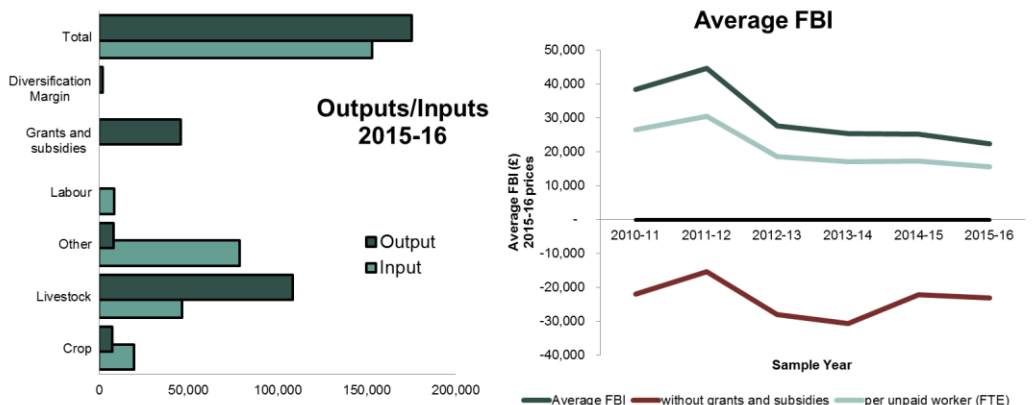 Total
Diversification
Margin
Grants and
subsidies
Labour
Other
Livestock
Crop
0
50,000
100,000
150,000
200,000
Outputs/Inputs
2015-16
Output
Input
Average FBI
Average FBI (£)
2015-16 prices
50,000
40,000
30,000
20,000
10,000
-
-10,000
-20,000
-30,000
-40,000
2010-11
2011-12
2012-13
2013-14
2014-15
2015-16
Sample Year
Average FBI
without grants and subsidies
per unpaid worker (FTE)